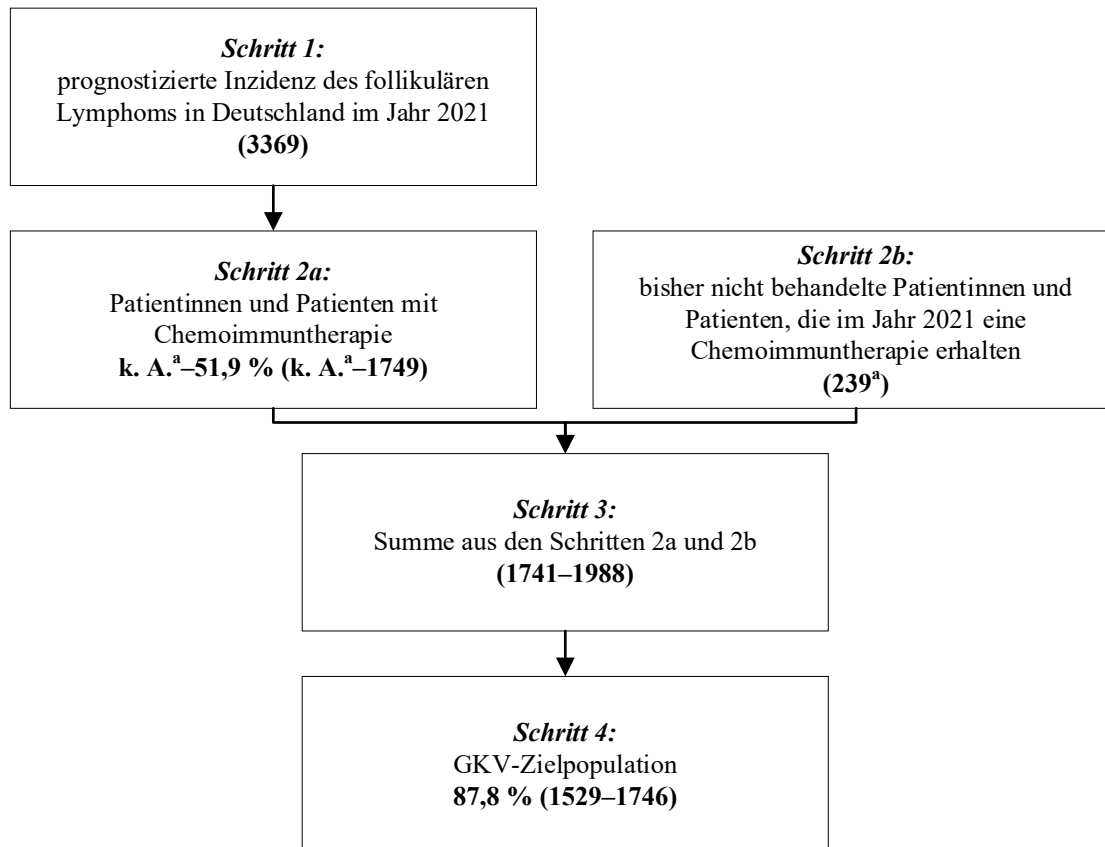 Schritt 1:
prognostizierte Inzidenz des follikulären
Lymphoms in Deutschland im Jahr 2021
(3369)
Schritt 2a:
Patientinnen und Patienten mit
Chemoimmuntherapie
k. A.ᵃ–51,9 % (k. A.ᵃ–1749)
Schritt 2b:
bisher nicht behandelte Patientinnen und
Patienten, die im Jahr 2021 eine
Chemoimmuntherapie erhalten
(239ᵃ)
Schritt 3:
Summe aus den Schritten 2a und 2b
(1741–1988)
Schritt 4:
GKV-Zielpopulation
87,8 % (1529–1746)